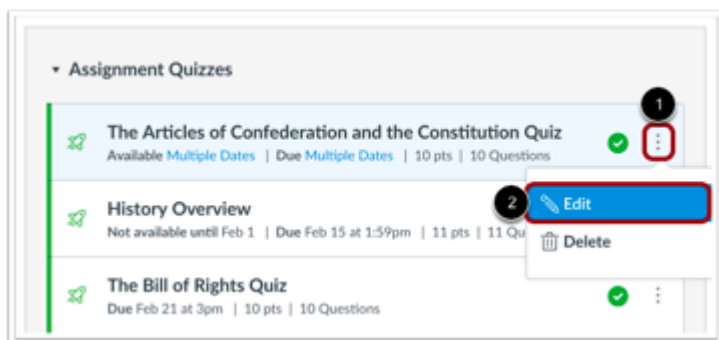 Assignment Quizzes
1
The Articles of Confederation and the Constitution Quiz
Available Multiple Dates | Due Multiple Dates | 10 pts | 10 Questions
2
Edit
History Overview
Not available until Feb 1 | Due Feb 15 at 1:59pm | 11 pts | 11 Qu
Delete
The Bill of Rights Quiz
Due Feb 21 at 3pm | 10 pts | 10 Questions